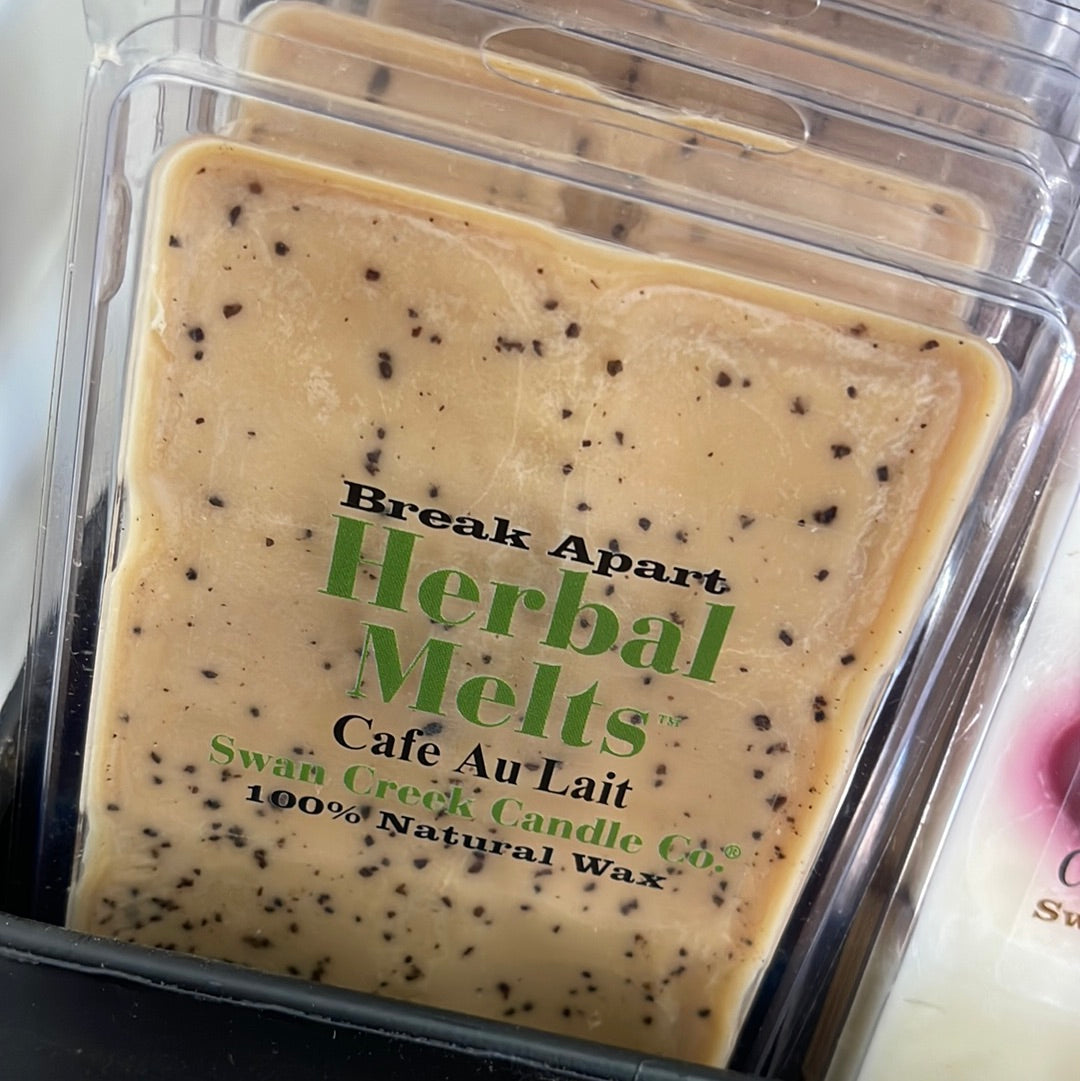 Break Apart
Herbal
Melts™
Cafe Au Lait
Swan Creek Candle Co.®
100% Natural Wax